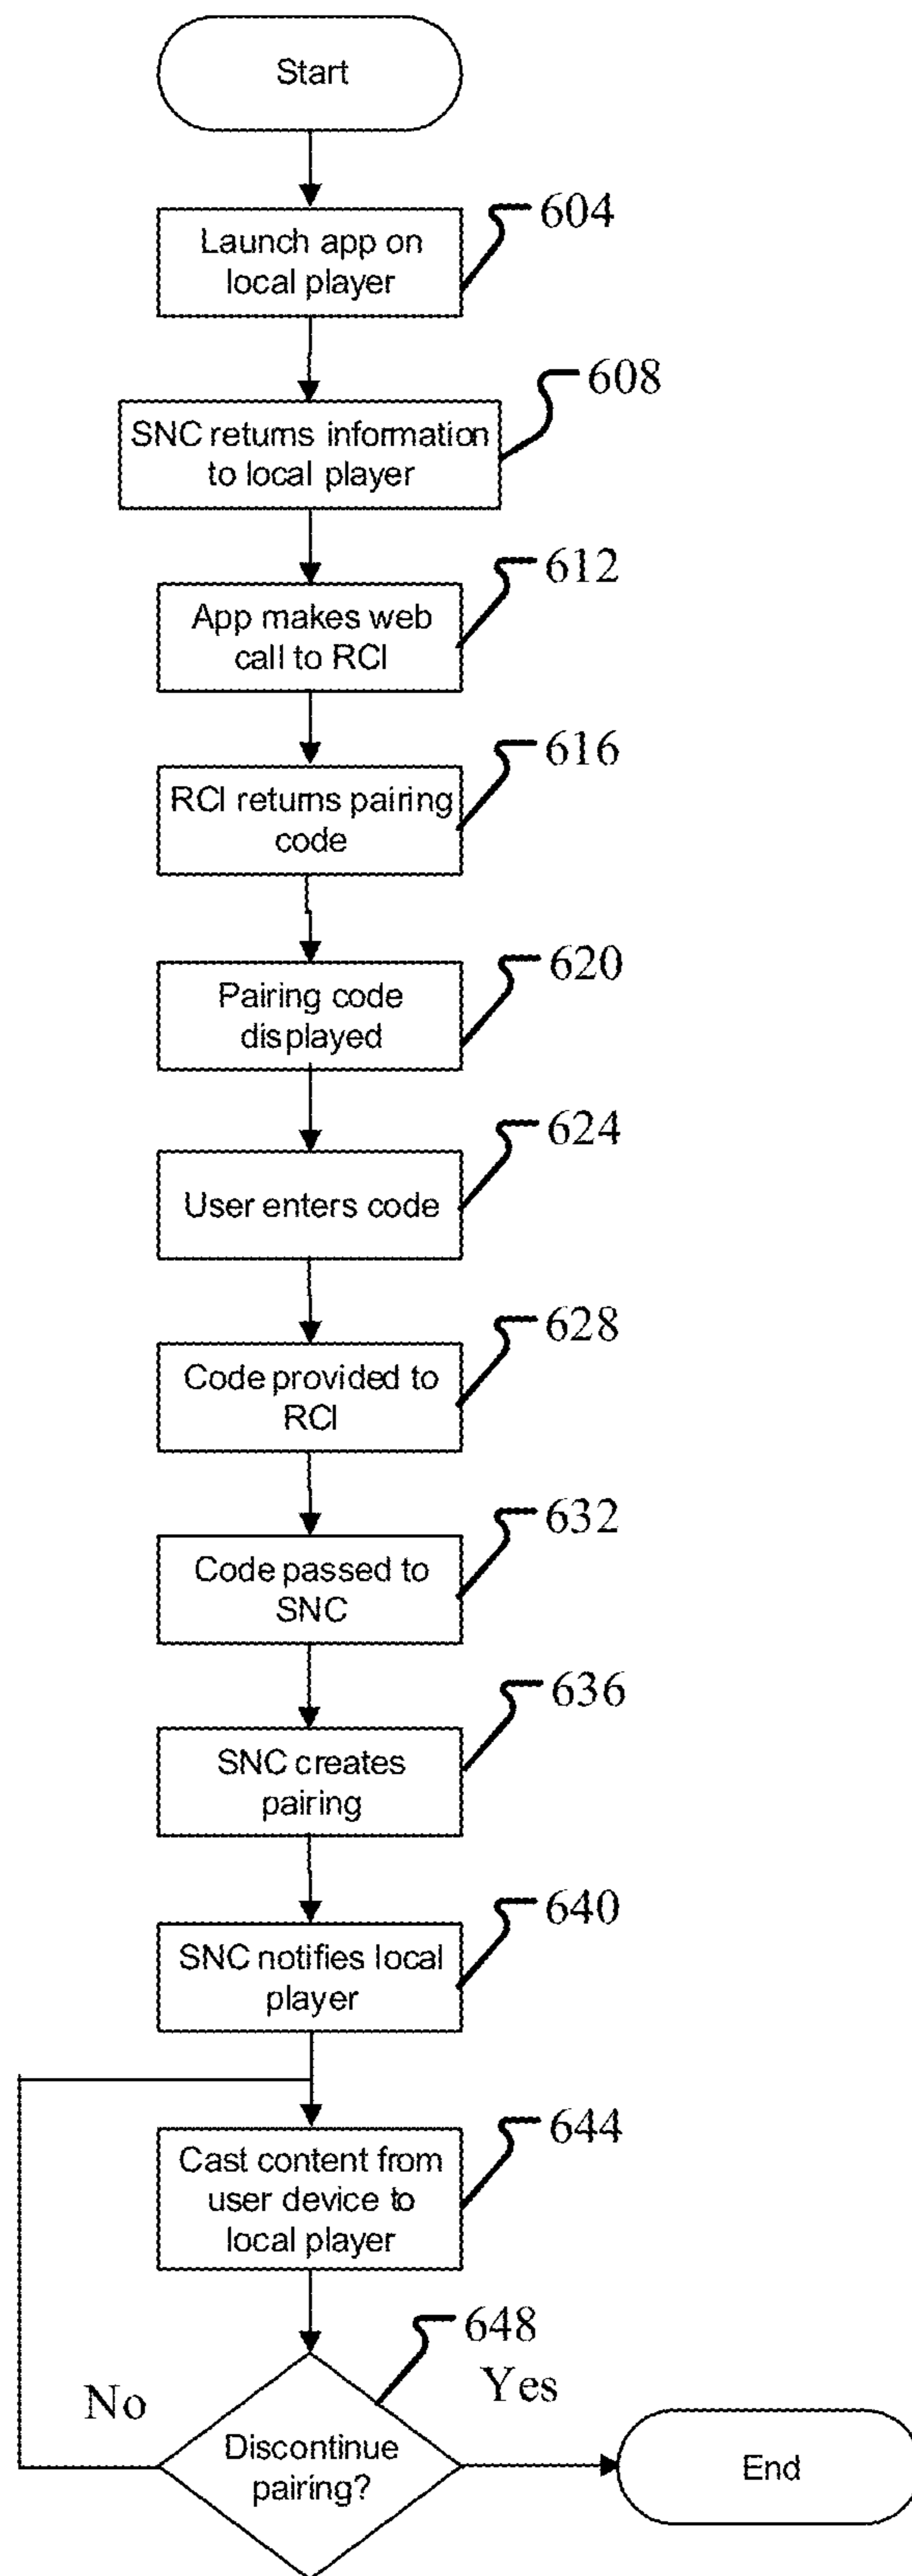 Start
Launch app on
local player
604
SNC returns information
to local player
608
App makes web
call to RCI
612
RCI returns pairing
code
616
Pairing code
displayed
620
User enters code
624
Code provided to
RCI
628
Code passed to
SNC
632
SNC creates
pairing
636
SNC notifies local
player
640
Cast content from
user device to
local player
644
Discontinue
pairing?
648
No
Yes
End